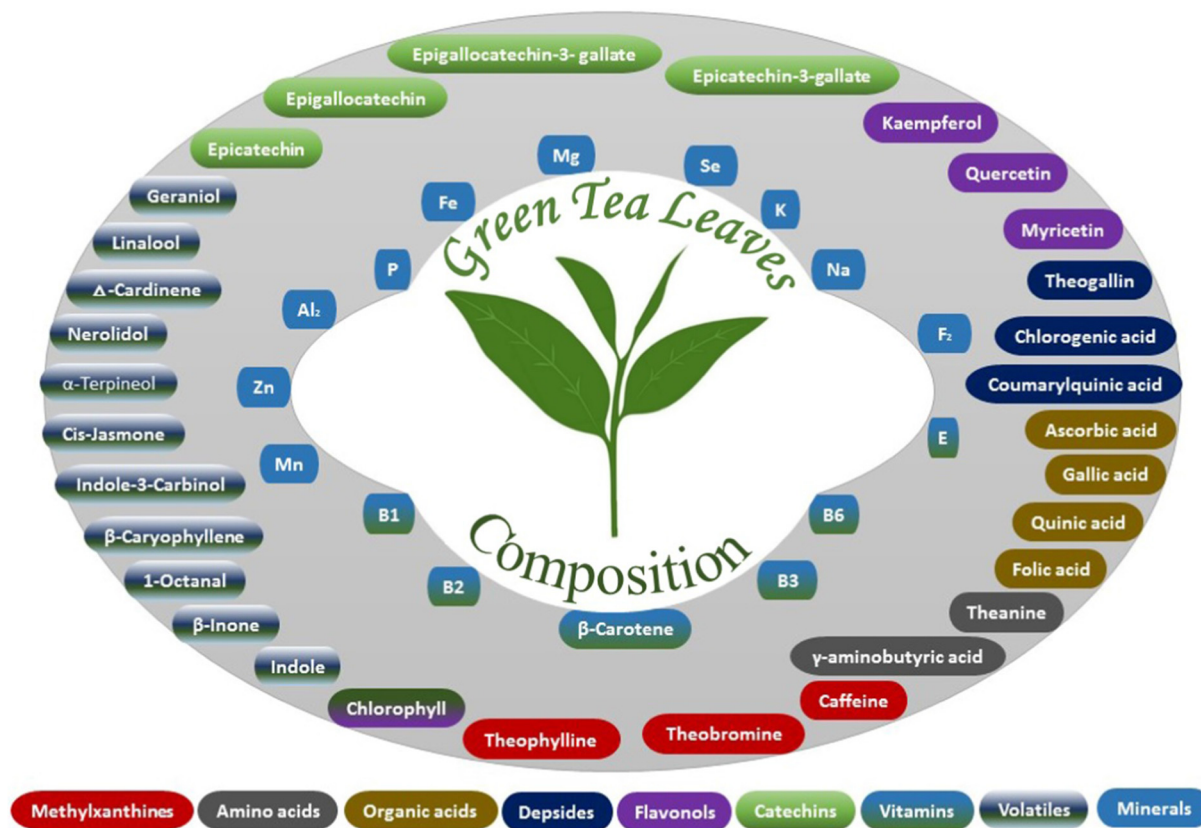 Epigallocatechin-3- gallate
Epicatechin-3-gallate
Epigallocatechin
Kaempferol
Epicatechin
Mg
Se
Quercetin
Geraniol
Fe
K
Myricetin
Linalool
P
Na
Theogallin
Δ-Cardinene
Al₂
F₂
Nerolidol
Chlorogenic acid
α-Terpineol
Zn
Coumarylquinic acid
Cis-Jasmone
E
Ascorbic acid
Mn
Gallic acid
Indole-3-Carbinol
B1
B6
Quinic acid
β-Caryophyllene
Green Tea Leaves
Composition
1-Octanal
B2
B3
Folic acid
β-Inone
β-Carotene
Theanine
Indole
γ-aminobutyric acid
Chlorophyll
Caffeine
Theophylline
Theobromine
Methylxanthines
Amino acids
Organic acids
Depsides
Flavonols
Catechins
Vitamins
Volatiles
Minerals